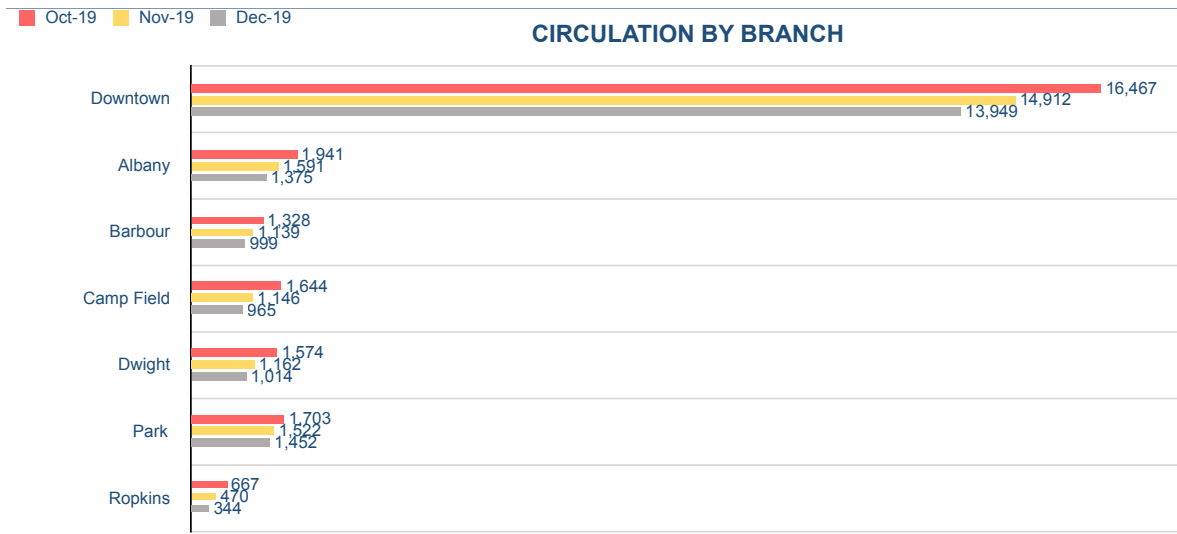 Oct-19 Nov-19 Dec-19
CIRCULATION BY BRANCH
Downtown
16,467
14,912
13,949
Albany
1,941
1,591
1,375
Barbour
1,328
1,139
999
Camp Field
1,644
1,146
965
Dwight
1,574
1,162
1,014
Park
1,703
1,522
1,452
Ropkins
667
470
344